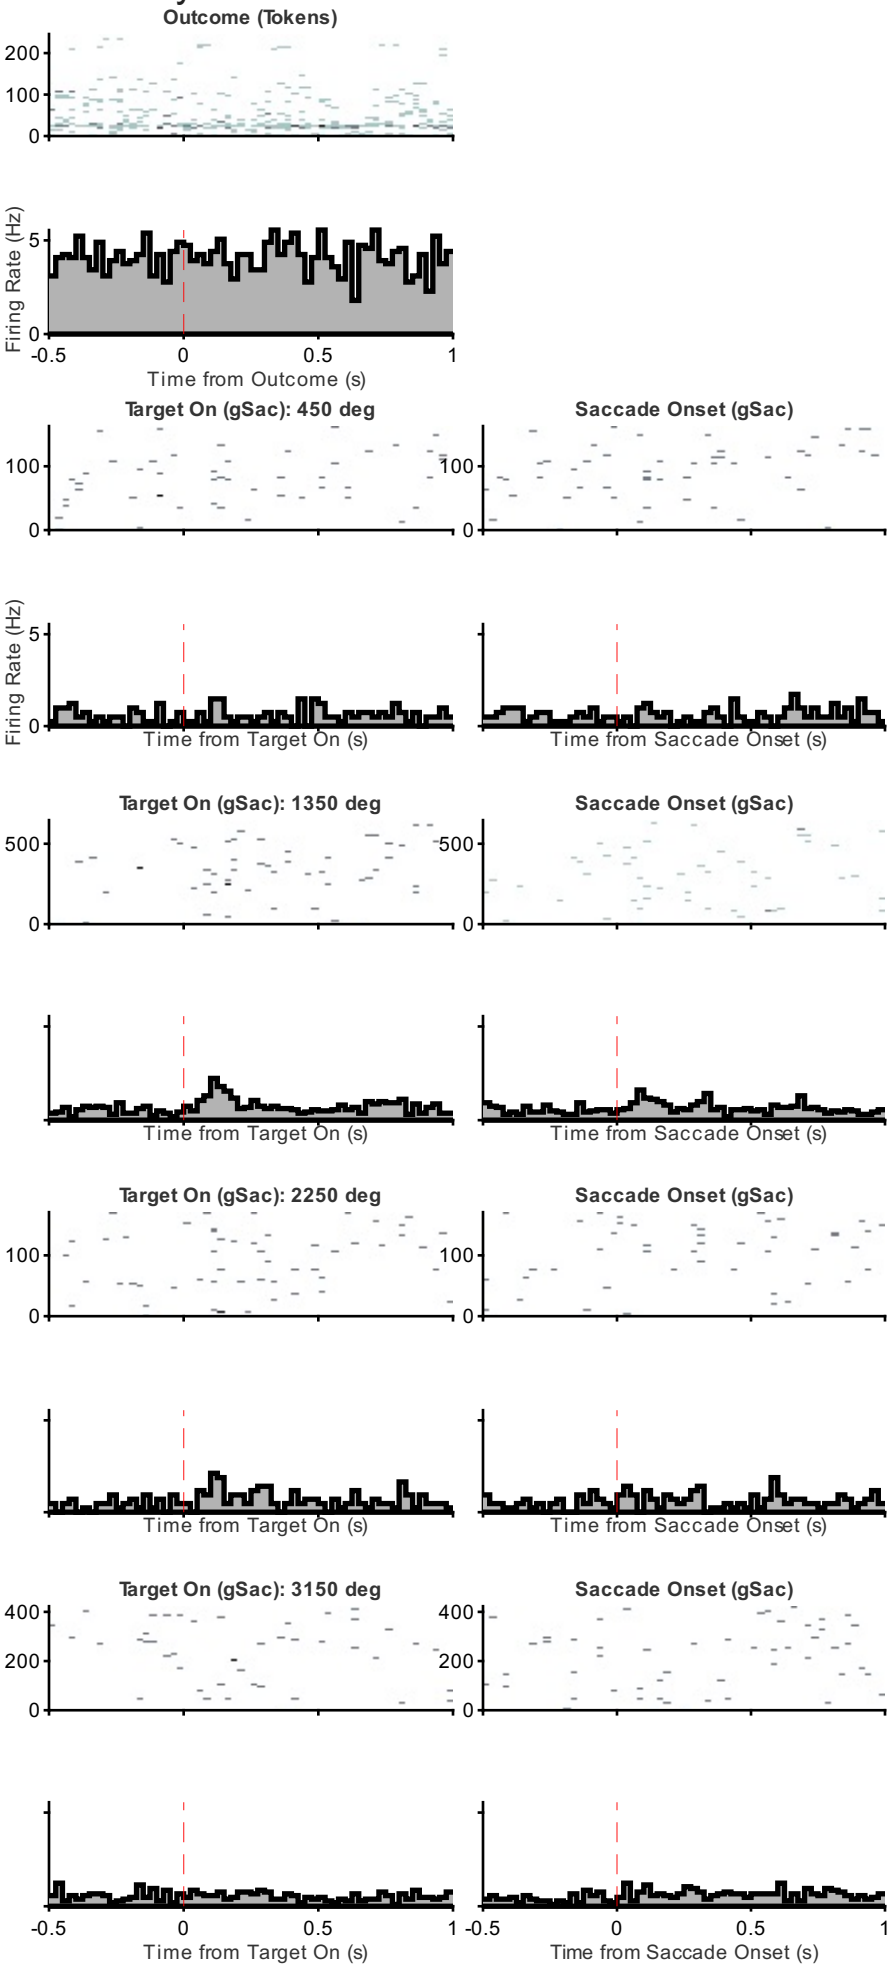 Outcome (Tokens)
200
100
0
Firing Rate (Hz)
5
0
-0.5 0 0.5 1
Time from Outcome (s)
Target On (gSac): 450 deg Saccade Onset (gSac)
100 100
0 0
Firing Rate (Hz)
5
0
Time from Target On (s) Time from Saccade Onset (s)
Target On (gSac): 1350 deg Saccade Onset (gSac)
500 500
0 0
Time from Target On (s) Time from Saccade Onset (s)
Target On (gSac): 2250 deg Saccade Onset (gSac)
100 100
0 0
Time from Target On (s) Time from Saccade Onset (s)
Target On (gSac): 3150 deg Saccade Onset (gSac)
400 400
200 200
0 0
-0.5 0 0.5 1 -0.5 0 0.5 1
Time from Target On (s) Time from Saccade Onset (s)